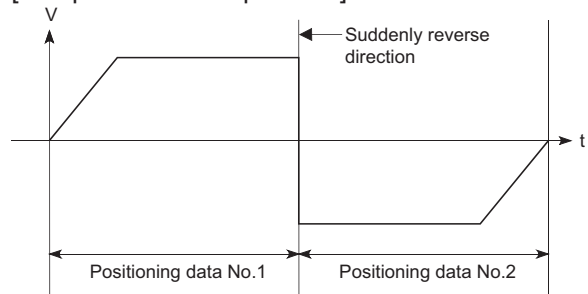 V
Suddenly reverse
direction
t
Positioning data No.1
Positioning data No.2